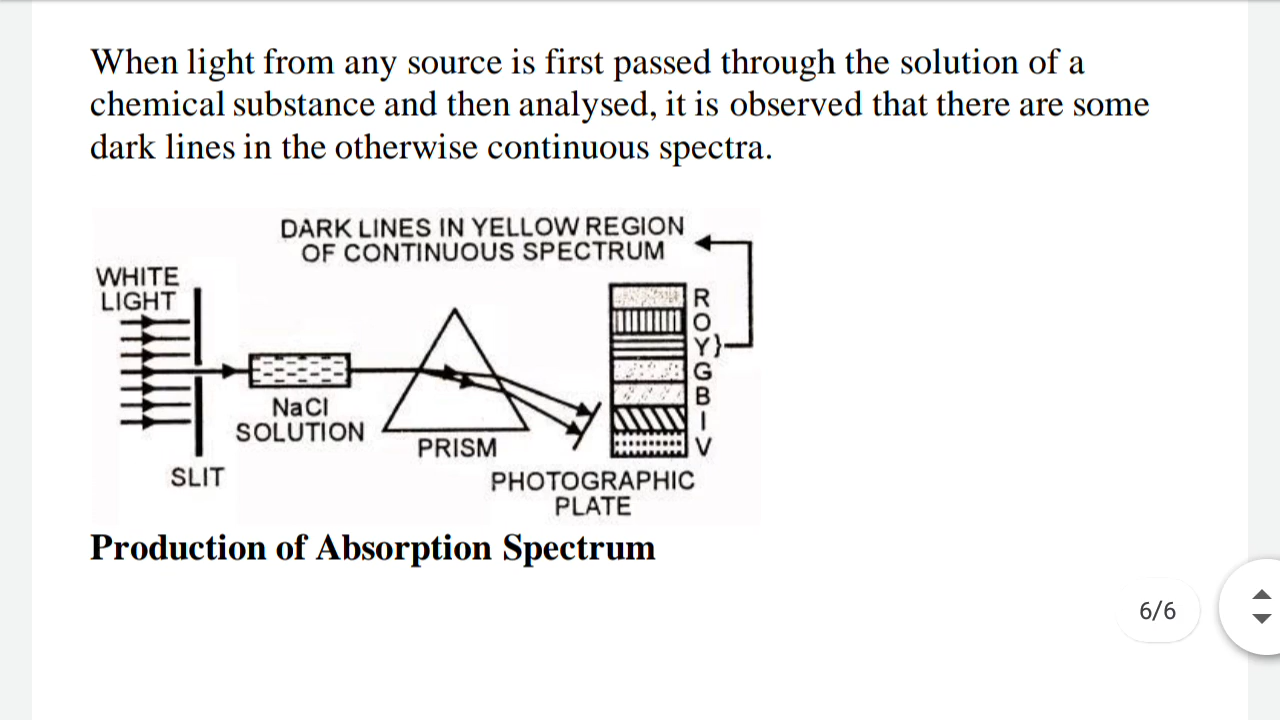 When light from any source is first passed through the solution of a
chemical substance and then analysed, it is observed that there are some
dark lines in the otherwise continuous spectra.
DARK LINES IN YELLOW REGION
OF CONTINUOUS SPECTRUM
WHITE
LIGHT
R
O
Y}
G
B
I
V
NaCl
SOLUTION
PRISM
SLIT
PHOTOGRAPHIC
PLATE
Production of Absorption Spectrum
6/6